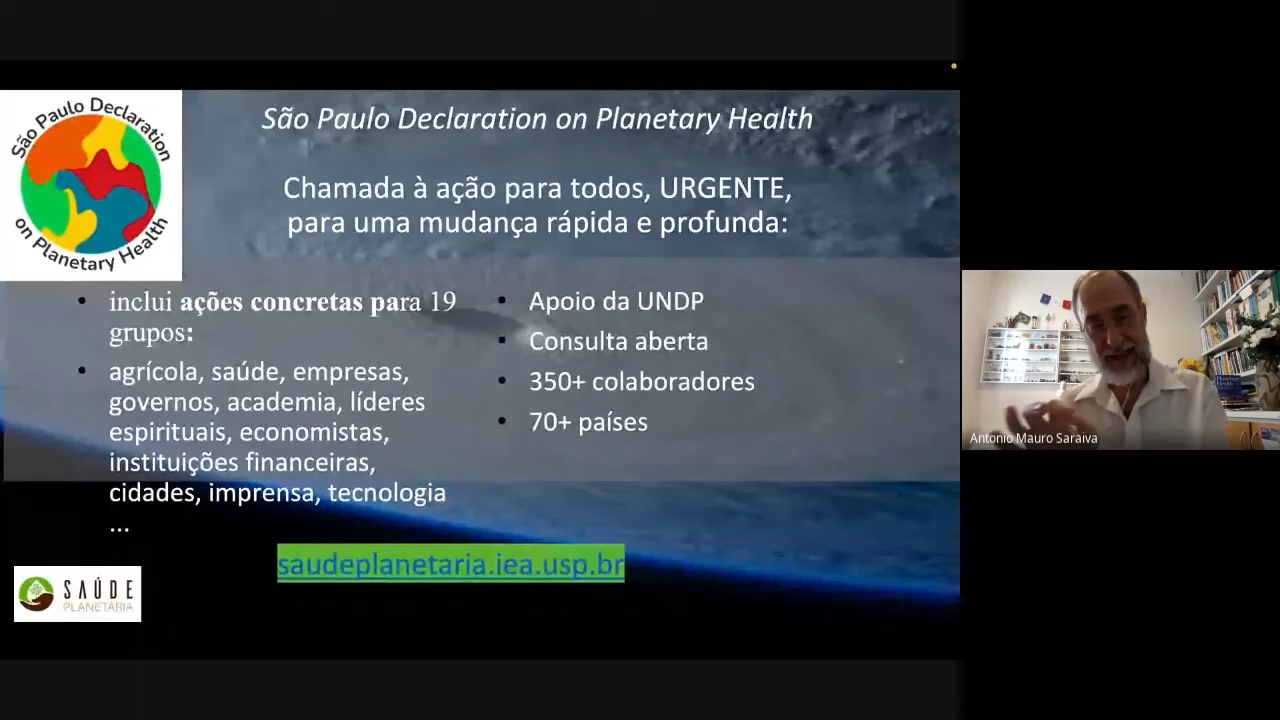 São Paulo Declaration
on Planetary Health
São Paulo Declaration on Planetary Health
Chamada à ação para todos, URGENTE,
para uma mudança rápida e profunda:
• inclui ações concretas para 19
grupos:
• agrícola, saúde, empresas,
governos, academia, líderes
espirituais, economistas,
instituições financeiras,
cidades, imprensa, tecnologia
...
• Apoio da UNDP
• Consulta aberta
• 350+ colaboradores
• 70+ países
saudeplanetaria.iea.usp.br
SAÚDE
PLANETÁRIA
Antonio Mauro Saraiva
Planetary
Health